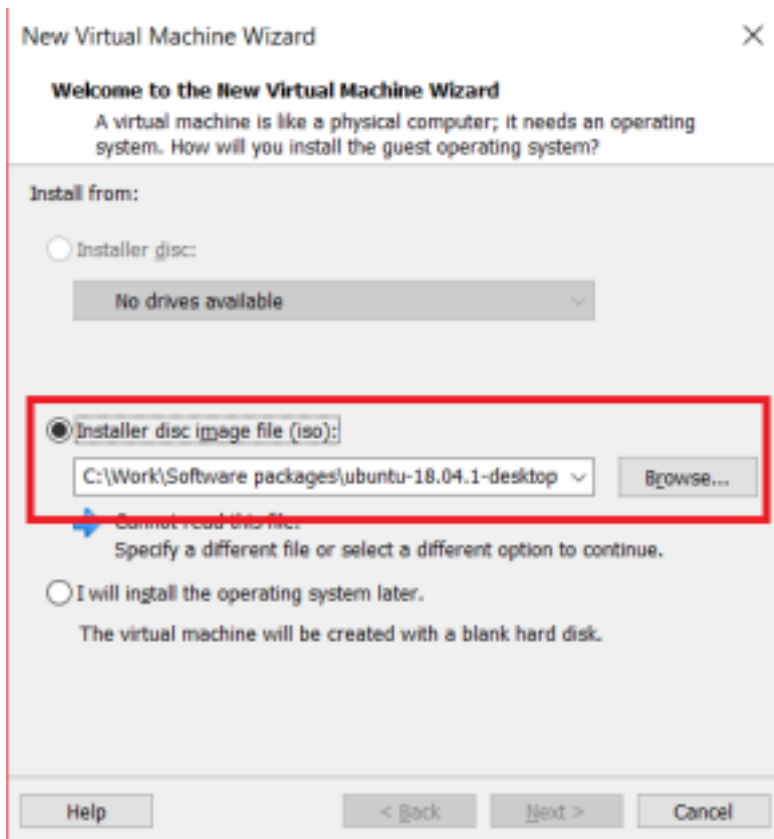 New Virtual Machine Wizard
Welcome to the New Virtual Machine Wizard
A virtual machine is like a physical computer; it needs an operating
system. How will you install the guest operating system?
Install from:
Installer disc:
No drives available
Installer disc image file (iso):
C:\Work\Software packages\ubuntu-18.04.1-desktop
Browse...
Cannot read this file.
Specify a different file or select a different option to continue.
I will install the operating system later.
The virtual machine will be created with a blank hard disk.
Help
< Back
Next >
Cancel